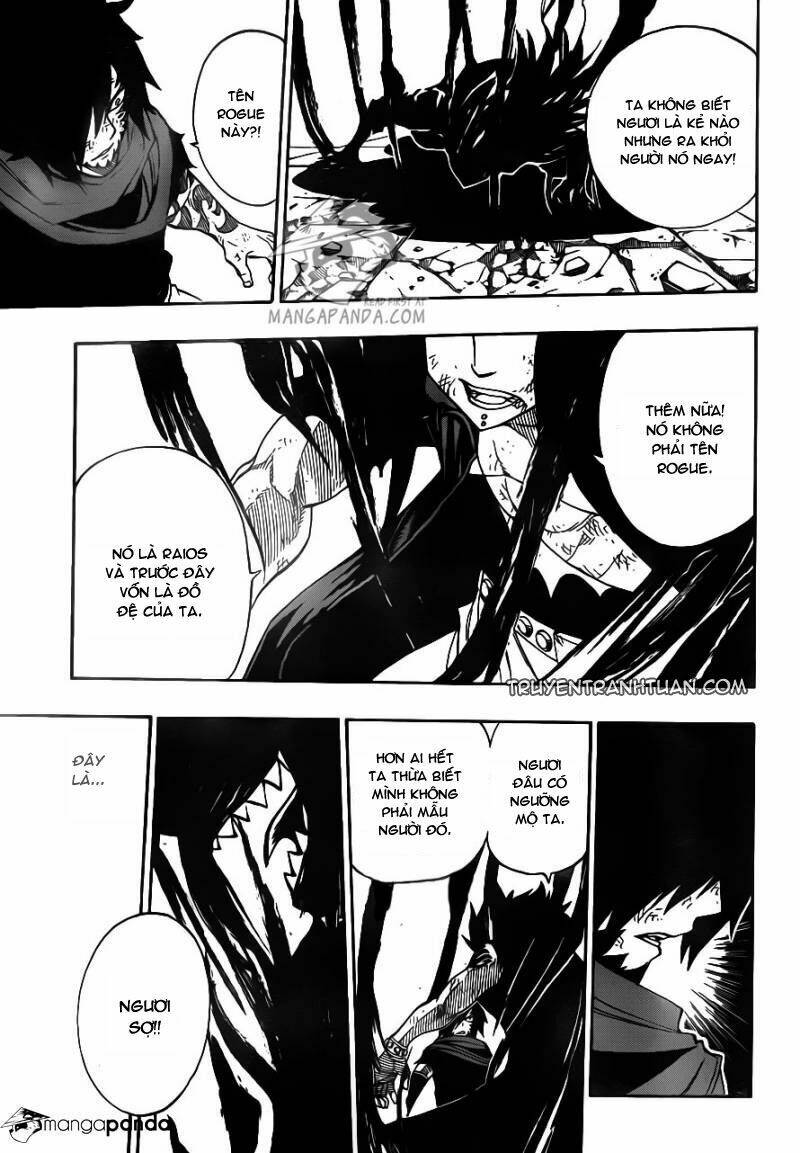 TA KHÔNG BIẾT
NGƯƠI LÀ KẺ NÀO
NHƯNG RA KHỎI
NGƯỜI NÓ NGAY!
TÊN
ROGUE
NÀY?!
READ FIRST AT
MANGAPANDA.COM
THÊM NỮA!
NÓ KHÔNG
PHẢI TÊN
ROGUE.
NÓ LÀ RAIOS
VÀ TRƯỚC ĐÂY
VỐN LÀ ĐỒ
ĐỆ CỦA TA.
TRUYENTRANHTUAN.COM
NGƯƠI
ĐÂU CÓ
NGƯỠNG
MỘ TA.
HƠN AI HẾT
TA THỪA BIẾT
MÌNH KHÔNG
PHẢI MẪU
NGƯỜI ĐÓ.
ĐÂY
LÀ...
NGƯƠI
SỢ!!
mangapanda